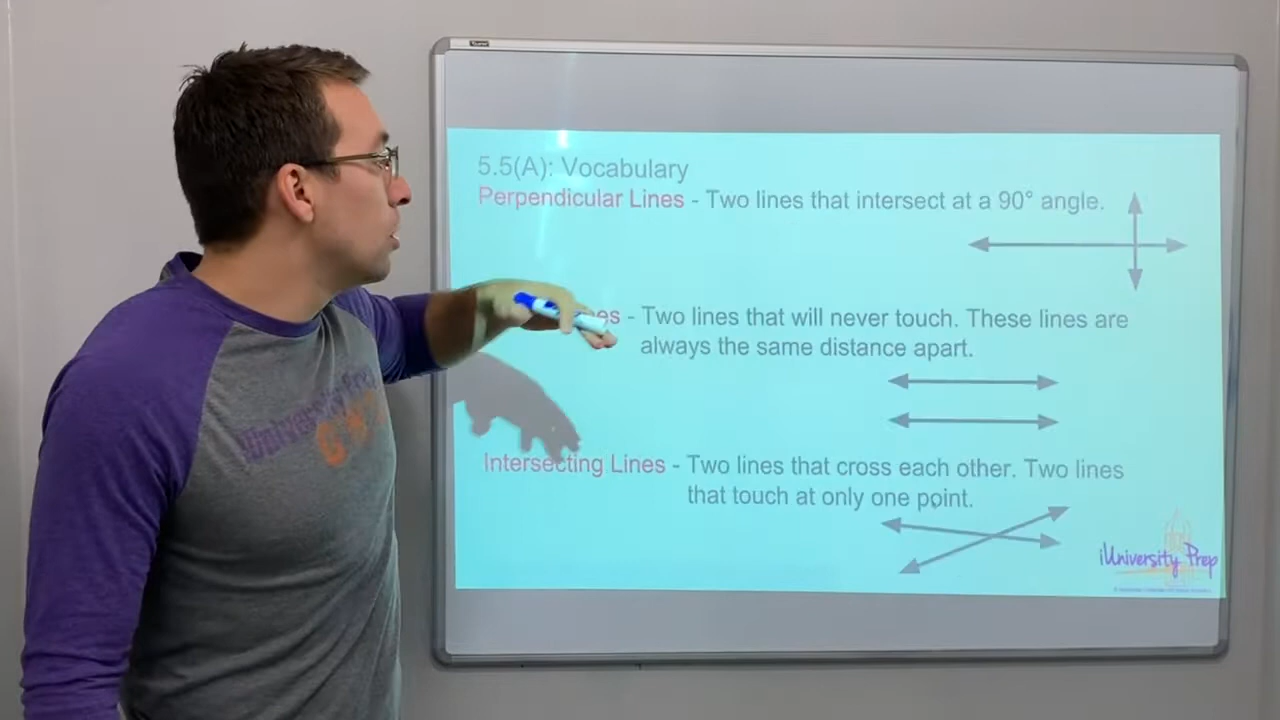 5.5(A): Vocabulary
Perpendicular Lines - Two lines that intersect at a 90° angle.
- Two lines that will never touch. These lines are
always the same distance apart.
Intersecting Lines - Two lines that cross each other. Two lines
that touch at only one point.
iUniversity Prep
University Prep